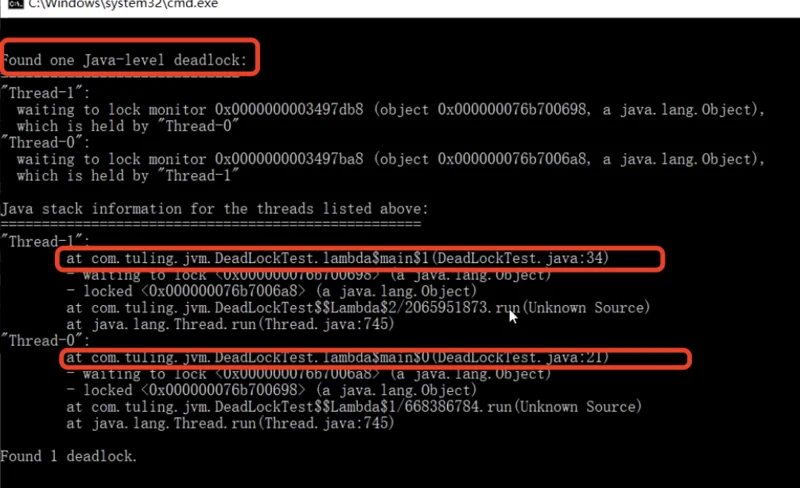 C:\Windows\system32\cmd.exe
Found one Java-level deadlock:
=============================
"Thread-1":
  waiting to lock monitor 0x0000000003497db8 (object 0x000000076b700698, a java.lang.Object),
  which is held by "Thread-0"
"Thread-0":
  waiting to lock monitor 0x0000000003497ba8 (object 0x000000076b7006a8, a java.lang.Object),
  which is held by "Thread-1"
Java stack information for the threads listed above:
===================================================
"Thread-1":
        at com.tuling.jvm.DeadLockTest.lambda$main$1(DeadLockTest.java:34)
        - waiting to lock <0x000000076b700698> (a java.lang.Object)
        - locked <0x000000076b7006a8> (a java.lang.Object)
        at com.tuling.jvm.DeadLockTest$$Lambda$2/2065951873.run(Unknown Source)
        at java.lang.Thread.run(Thread.java:745)
"Thread-0":
        at com.tuling.jvm.DeadLockTest.lambda$main$0(DeadLockTest.java:21)
        - waiting to lock <0x000000076b7006a8> (a java.lang.Object)
        - locked <0x000000076b700698> (a java.lang.Object)
        at com.tuling.jvm.DeadLockTest$$Lambda$1/668386784.run(Unknown Source)
        at java.lang.Thread.run(Thread.java:745)
Found 1 deadlock.